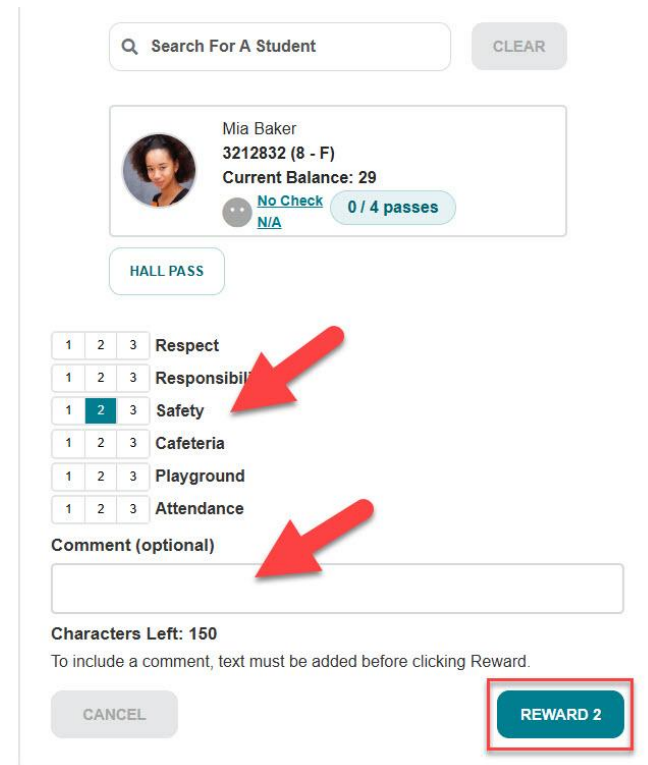 Search For A Student
CLEAR
Mia Baker
3212832 (8 - F)
Current Balance: 29
No Check
N/A
0 / 4 passes
HALL PASS
1 2 3 Respect
1 2 3 Responsibili
1 2 3 Safety
1 2 3 Cafeteria
1 2 3 Playground
1 2 3 Attendance
Comment (optional)
Characters Left: 150
To include a comment, text must be added before clicking Reward.
CANCEL
REWARD 2